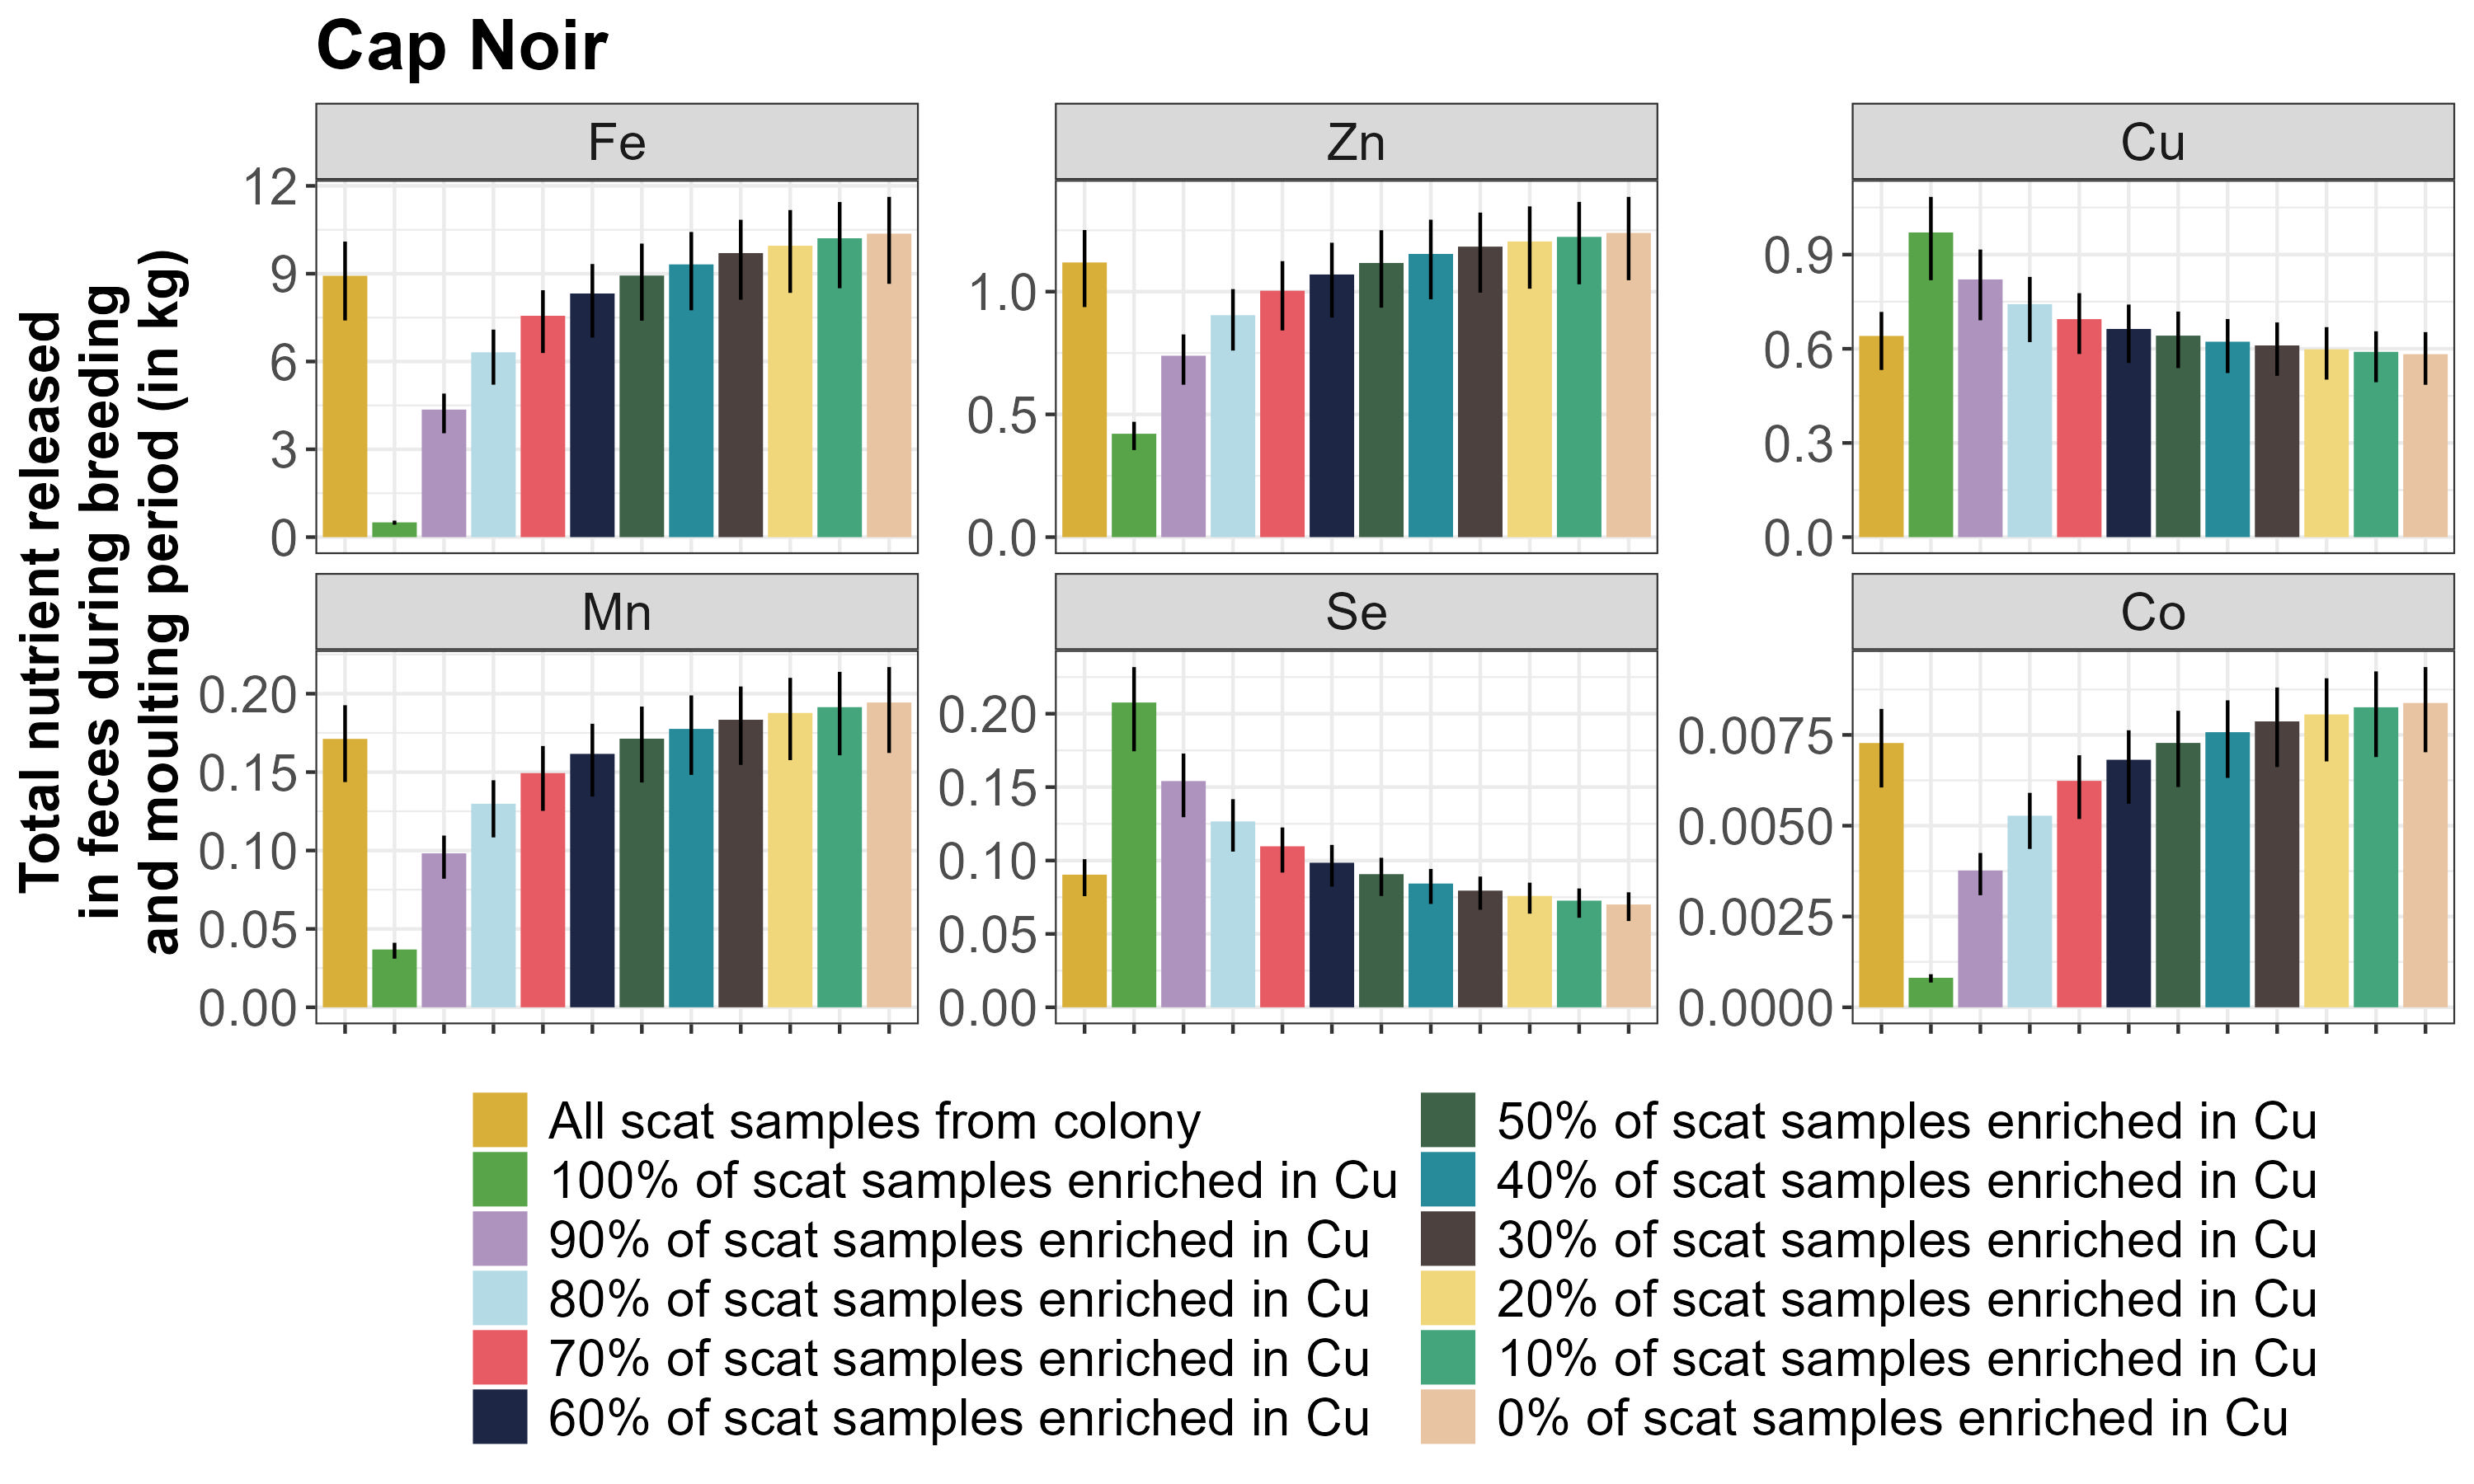 Cap Noir
Total nutrient released
in feces during breeding
and moulting period (in kg)
Fe
12
9
6
3
0
Zn
1.0
0.5
0.0
Cu
0.9
0.6
0.3
0.0
Mn
0.20
0.15
0.10
0.05
0.00
Se
0.20
0.15
0.10
0.05
0.00
Co
0.0075
0.0050
0.0025
0.0000
All scat samples from colony
100% of scat samples enriched in Cu
90% of scat samples enriched in Cu
80% of scat samples enriched in Cu
70% of scat samples enriched in Cu
60% of scat samples enriched in Cu
50% of scat samples enriched in Cu
40% of scat samples enriched in Cu
30% of scat samples enriched in Cu
20% of scat samples enriched in Cu
10% of scat samples enriched in Cu
0% of scat samples enriched in Cu